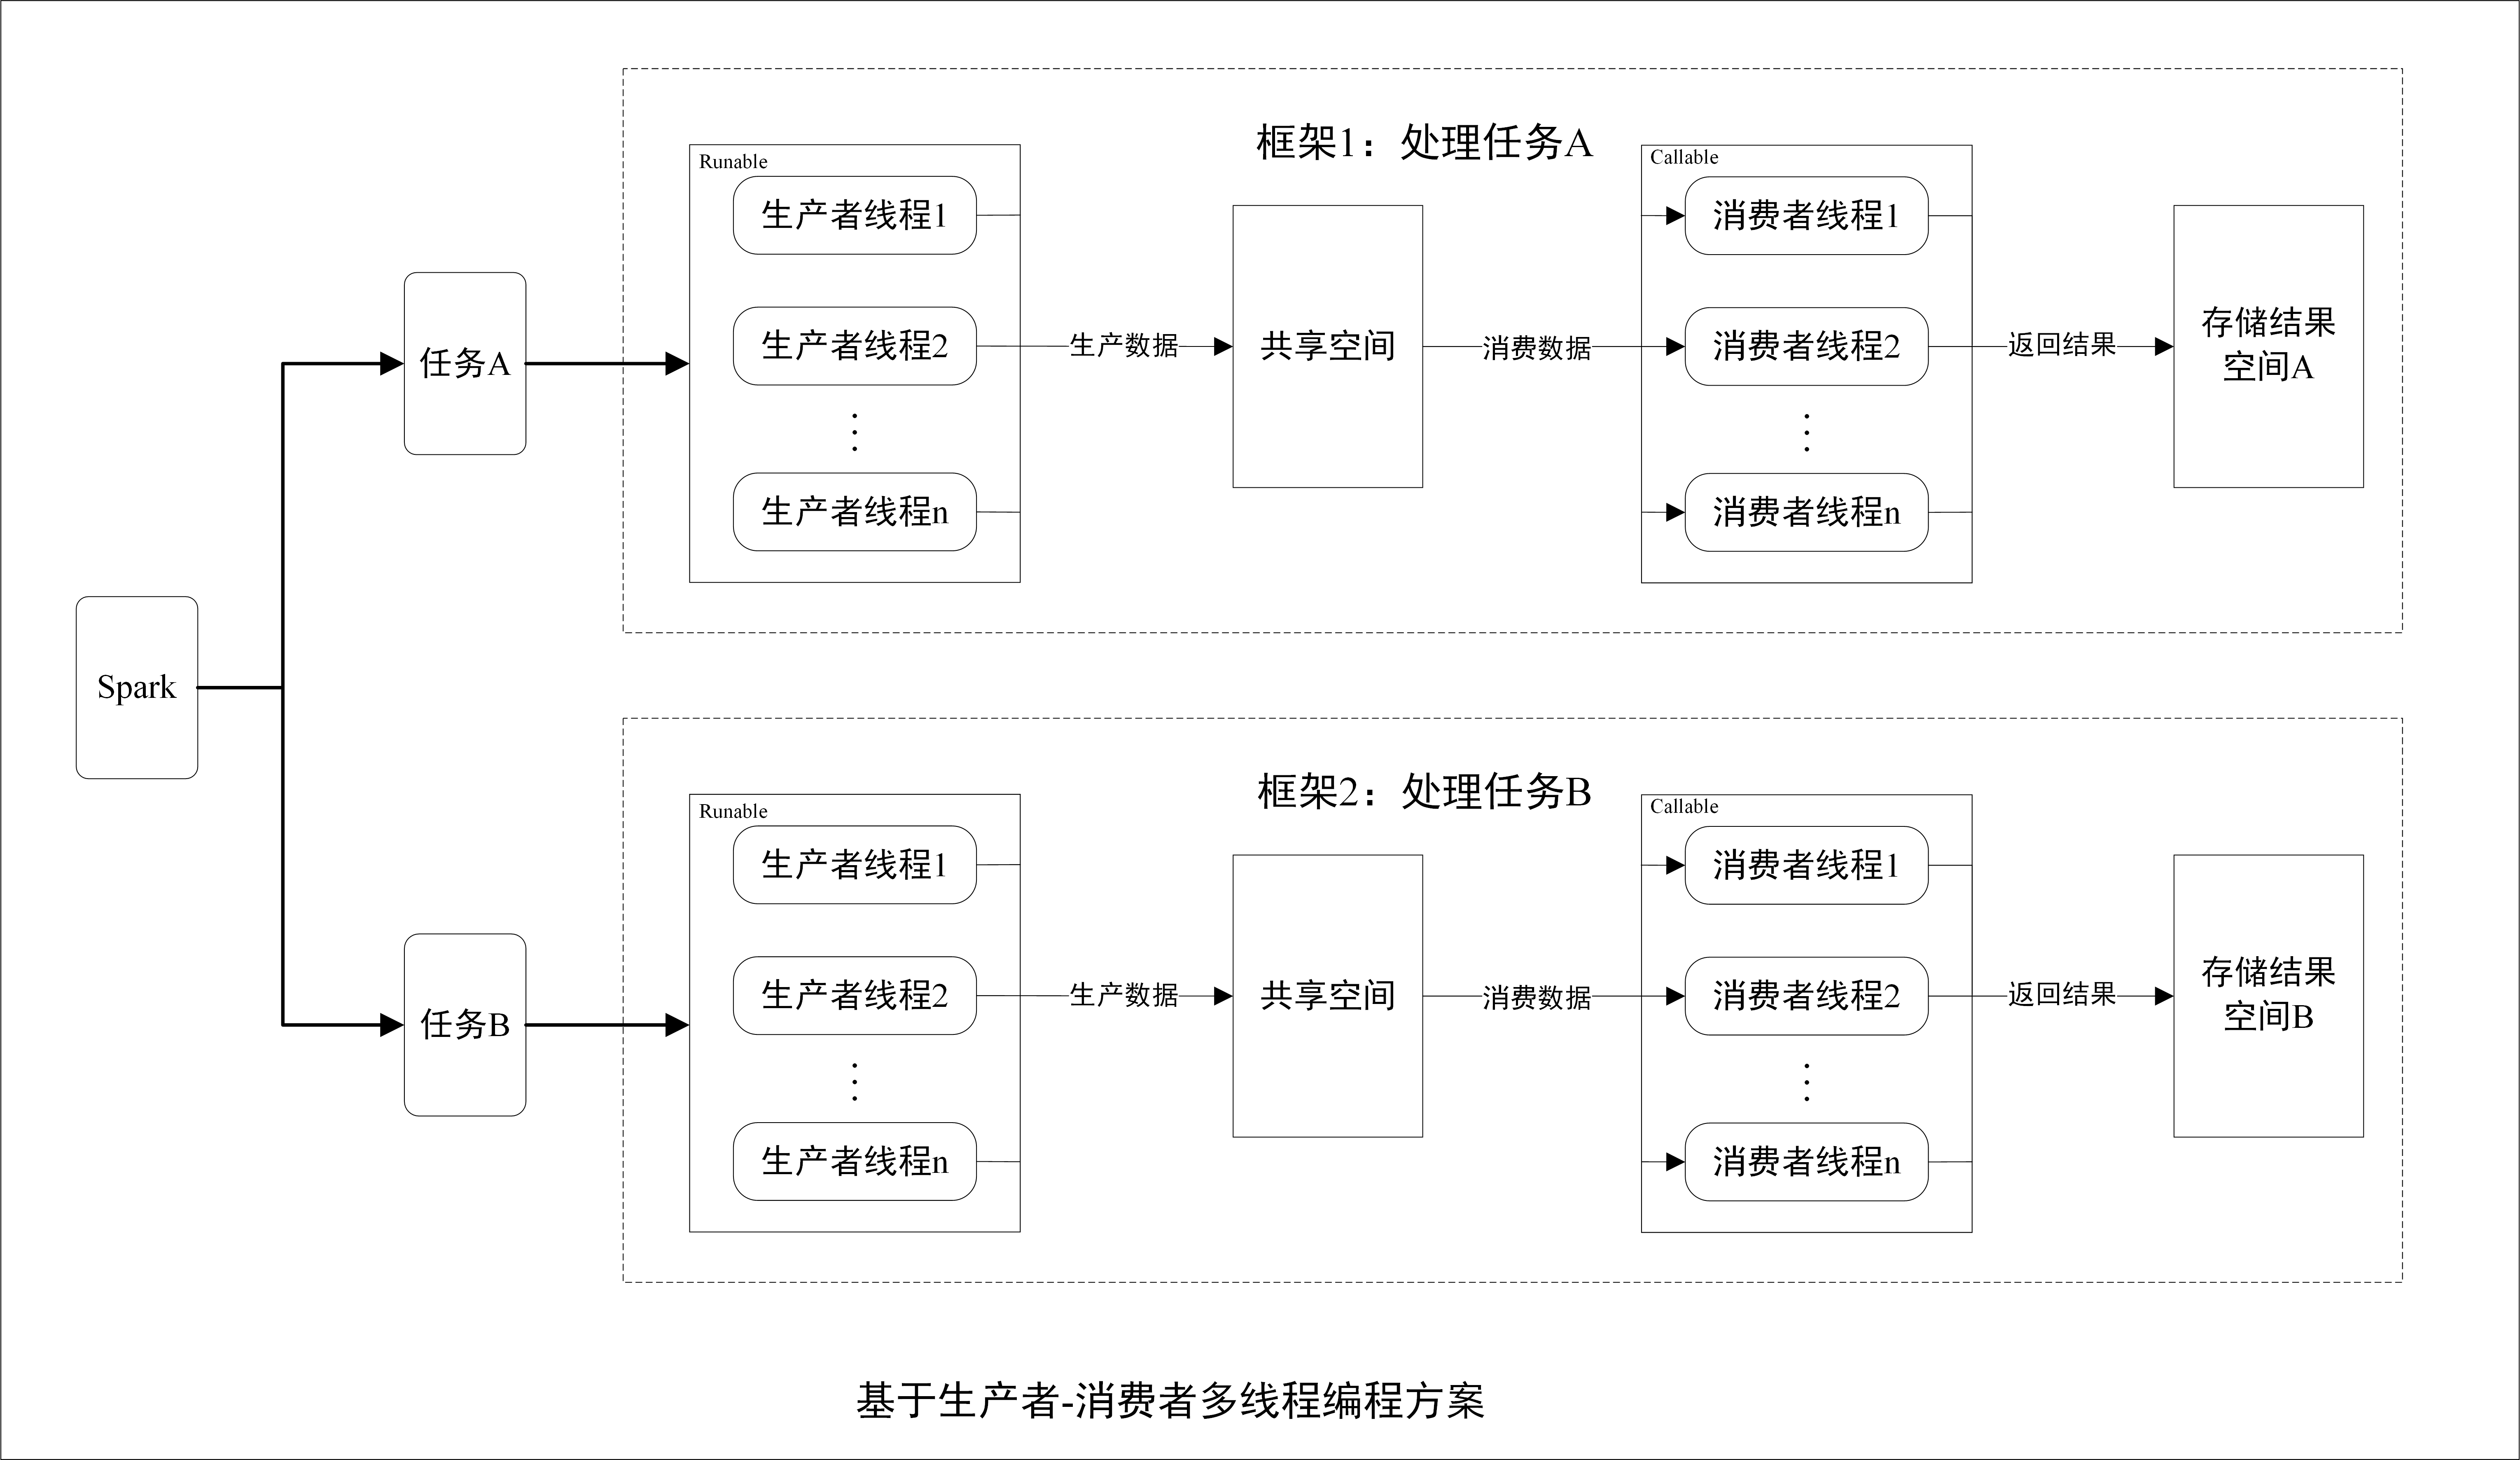 Spark
任务A
框架1：处理任务A
Runable
生产者线程1
生产者线程2
生产者线程n
生产数据
共享空间
消费数据
Callable
消费者线程1
消费者线程2
消费者线程n
返回结果
存储结果
空间A
任务B
框架2：处理任务B
Runable
生产者线程1
生产者线程2
生产者线程n
生产数据
共享空间
消费数据
Callable
消费者线程1
消费者线程2
消费者线程n
返回结果
存储结果
空间B
基于生产者-消费者多线程编程方案